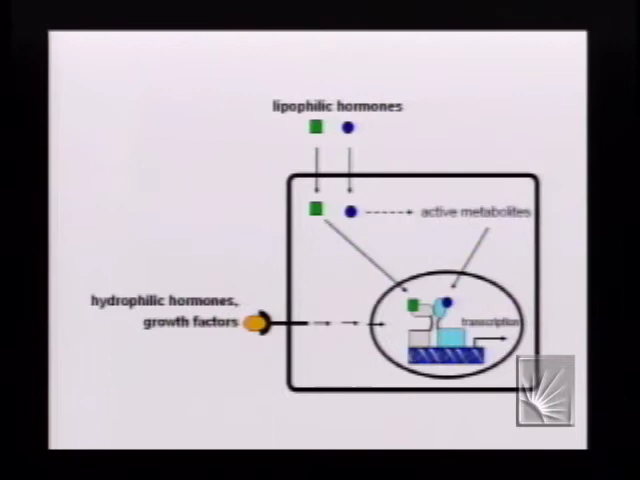 lipophilic hormones
active metabolites
hydrophilic hormones,
growth factors
transcription